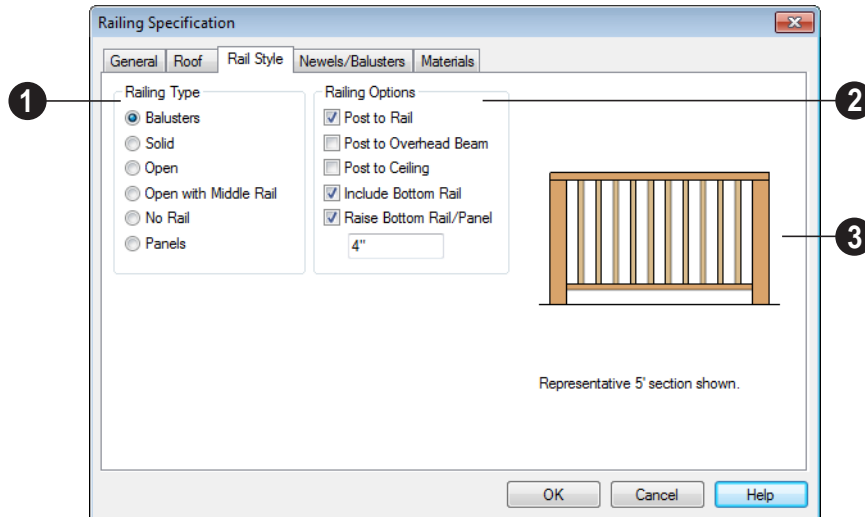 Railing Specification
General Roof Rail Style Newels/Balusters Materials
1
Railing Type
Balusters
Solid
Open
Open with Middle Rail
No Rail
Panels
Railing Options
2
Post to Rail
Post to Overhead Beam
Post to Ceiling
Include Bottom Rail
Raise Bottom Rail/Panel
4"
3
Representative 5' section shown.
OK Cancel Help